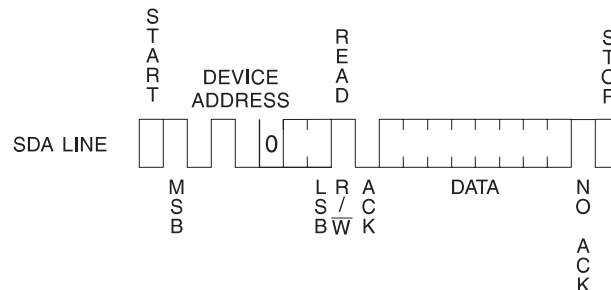 START
DEVICE
ADDRESS
READ
STOP
SDA LINE
0
MSB
LSB
R/W
ACK
DATA
NO ACK